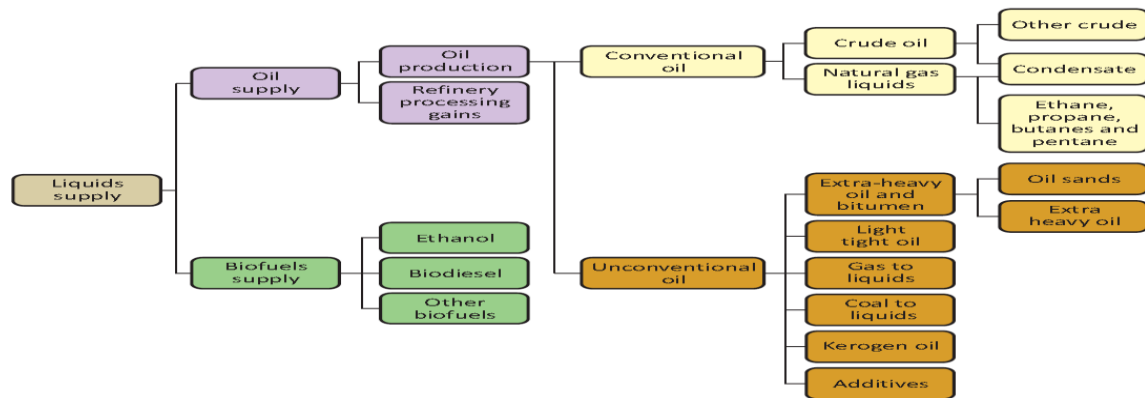 Liquids
supply
Oil
supply
Biofuels
supply
Oil
production
Refinery
processing
gains
Ethanol
Biodiesel
Other
biofuels
Conventional
oil
Unconventional
oil
Crude oil
Natural gas
liquids
Other crude
Condensate
Ethane,
propane,
butanes and
pentane
Extra-heavy
oil and
bitumen
Light
tight oil
Gas to
liquids
Coal to
liquids
Kerogen oil
Additives
Oil sands
Extra
heavy oil